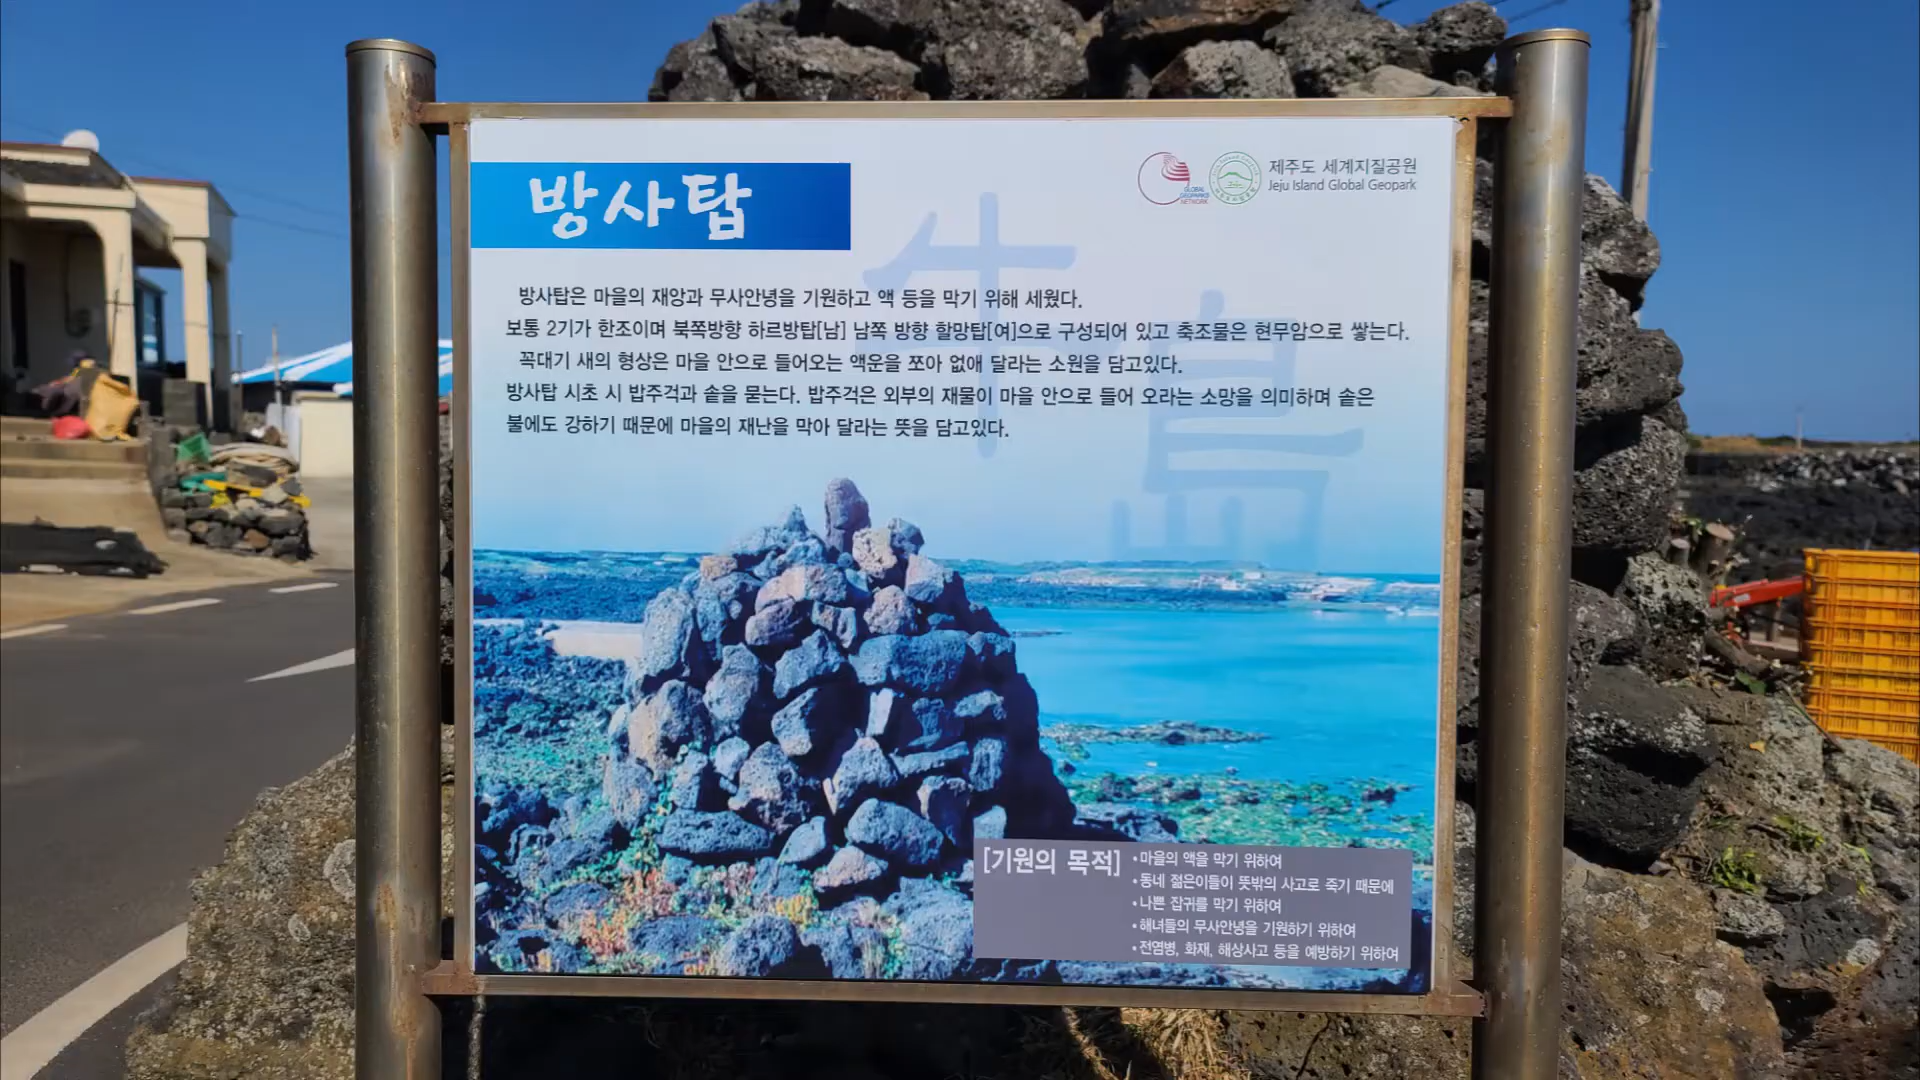 방사탑
GLOBAL
GEOPARKS
NETWORK
제주도 세계지질공원
Jeju Island Global Geopark
牛島
방사탑은 마을의 재앙과 무사안녕을 기원하고 액 등을 막기 위해 세웠다.
보통 2기가 한조이며 북쪽방향 하르방탑[남] 남쪽 방향 할망탑[여]으로 구성되어 있고 축조물은 현무암으로 쌓는다.
꼭대기 새의 형상은 마을 안으로 들어오는 액운을 쪼아 없애 달라는 소원을 담고있다.
방사탑 시초 시 밥주걱과 솥을 묻는다. 밥주걱은 외부의 재물이 마을 안으로 들어 오라는 소망을 의미하며 솥은
불에도 강하기 때문에 마을의 재난을 막아 달라는 뜻을 담고있다.
[기원의 목적]
•마을의 액을 막기 위하여
•동네 젊은이들이 뜻밖의 사고로 죽기 때문에
•나쁜 잡귀를 막기 위하여
•해녀들의 무사안녕을 기원하기 위하여
•전염병, 화재, 해상사고 등을 예방하기 위하여